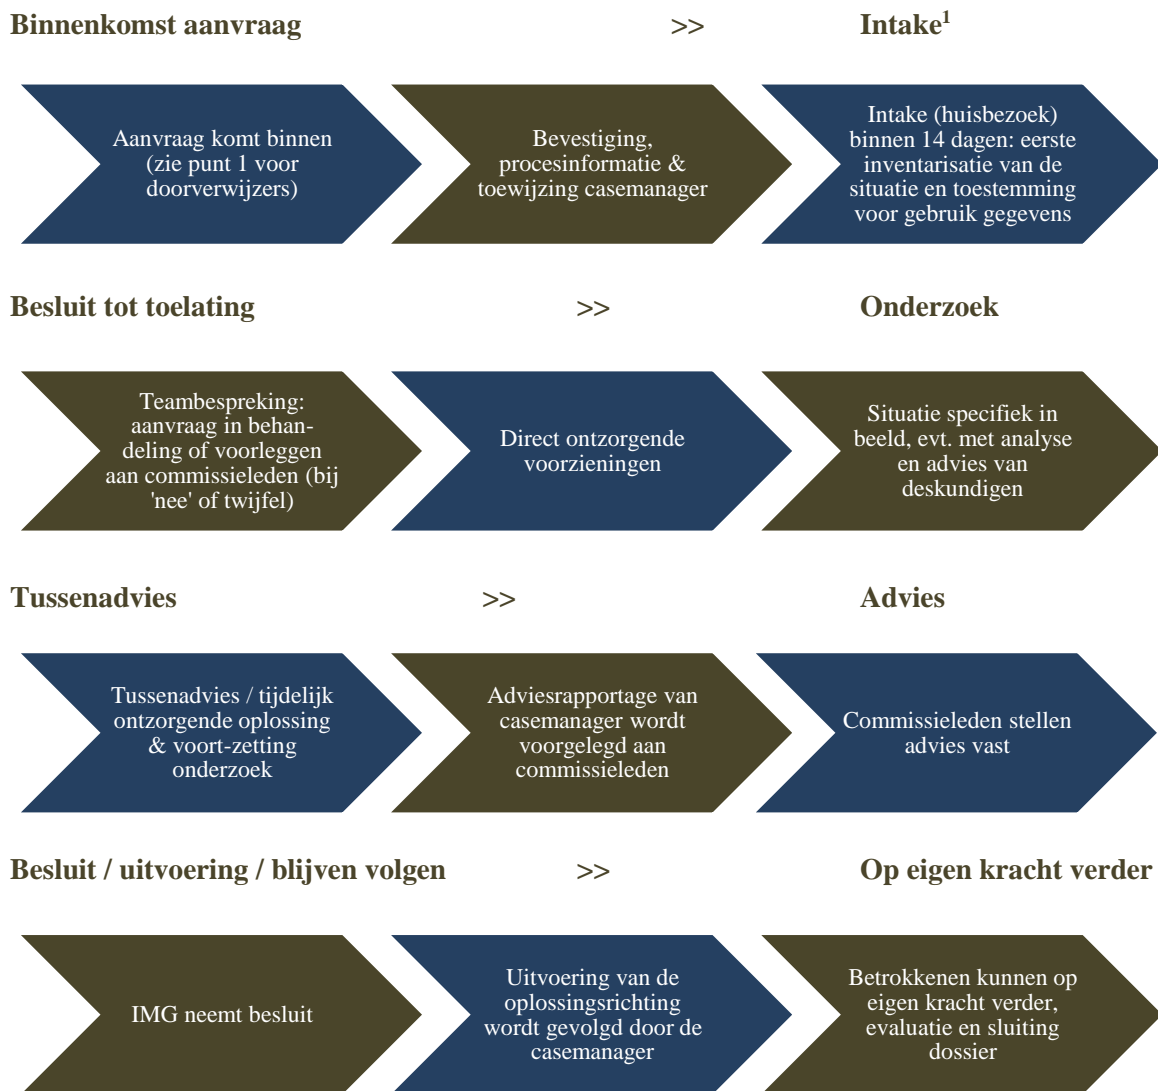 Binnenkomst aanvraag >> Intake¹
Aanvraag komt binnen
(zie punt 1 voor
doorverwijzers)
Bevestiging,
procesinformatie &
toewijzing casemanager
Intake (huisbezoek)
binnen 14 dagen: eerste
inventarisatie van de
situatie en toestemming
voor gebruik gegevens
Besluit tot toelating >> Onderzoek
Teambespreking:
aanvraag in behan-
deling of voorleggen
aan commissieleden (bij
'nee' of twijfel)
Direct ontzorgende
voorzieningen
Situatie specifiek in
beeld, evt. met analyse
en advies van
deskundigen
Tussenadvies >> Advies
Tussenadvies / tijdelijk
ontzorgende oplossing
& voort-zetting
onderzoek
Adviesrapportage van
casemanager wordt
voorgelegd aan
commissieleden
Commissieleden stellen
advies vast
Besluit / uitvoering / blijven volgen >> Op eigen kracht verder
IMG neemt besluit
Uitvoering van de
oplossingsrichting
wordt gevolgd door de
casemanager
Betrokkenen kunnen op
eigen kracht verder,
evaluatie en sluiting
dossier